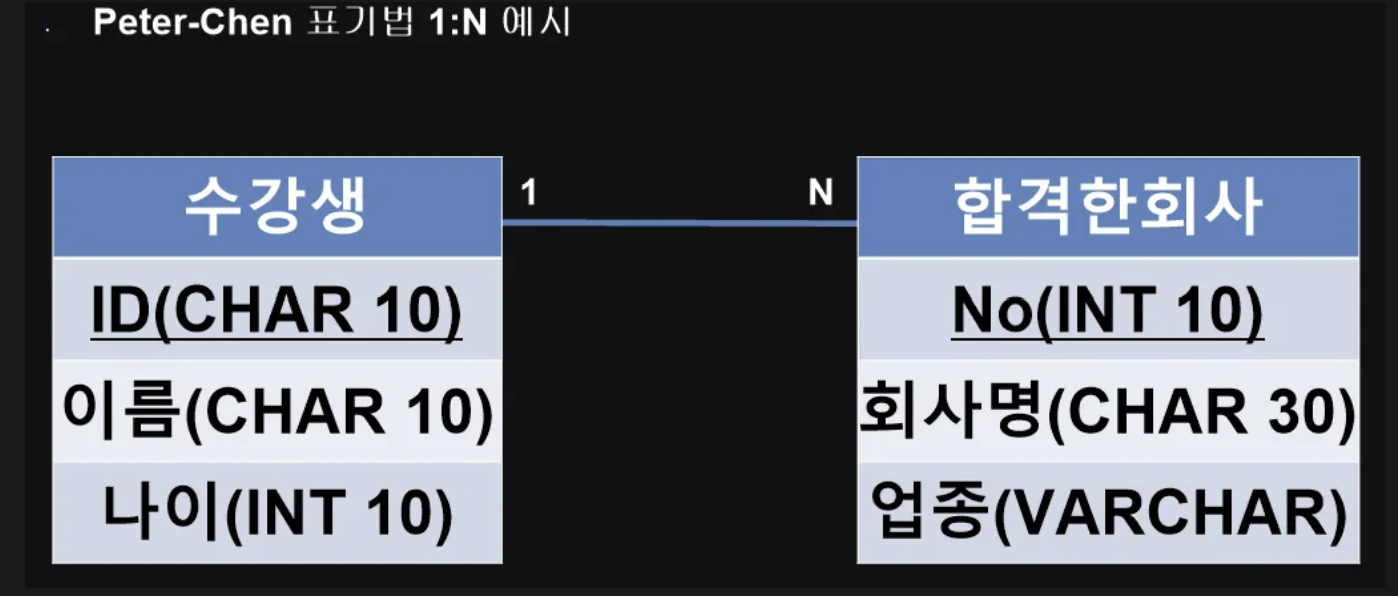 · Peter-Chen 표기법 1:N 예시
수강생
1
N
합격한회사
ID(CHAR 10)
No(INT 10)
이름(CHAR 10)
회사명(CHAR 30)
나이(INT 10)
업종(VARCHAR)